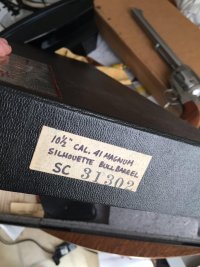 10½" CAL. .41 MAGNUM
SILHOUETTE BULL BARREL
SC 31302